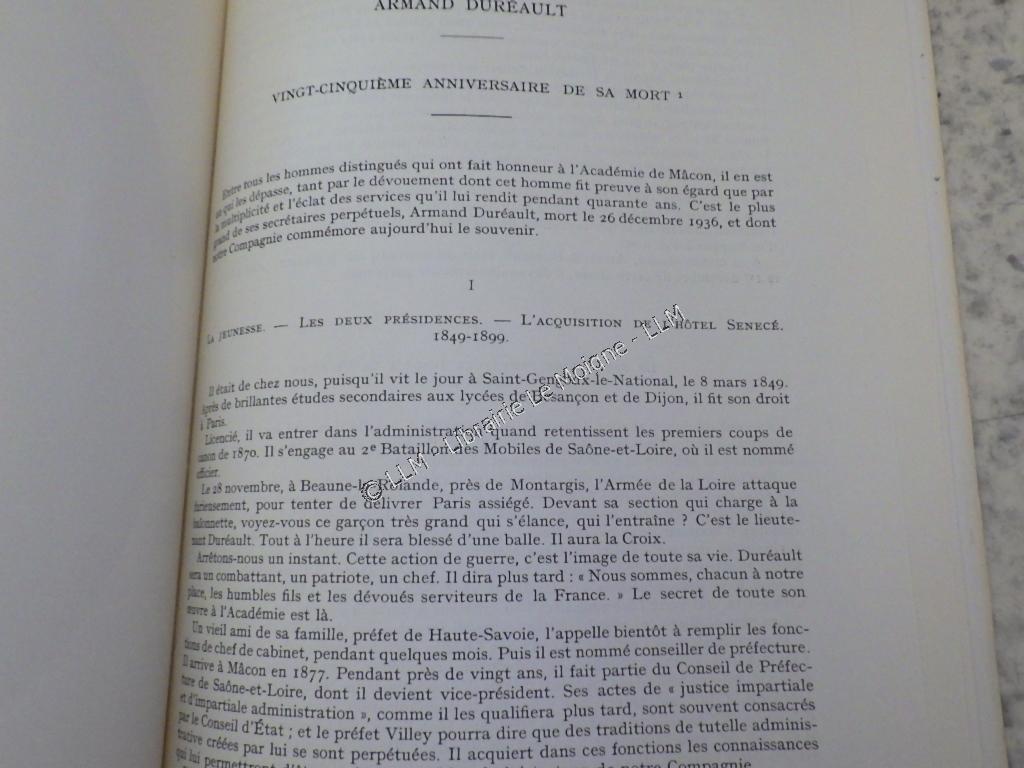 ARMAND DURÉAULT
VINGT-CINQUIÈME ANNIVERSAIRE DE SA MORT 1
Entre tous les hommes distingués qui ont fait honneur à l'Académie de Mâcon, il en est
un qui les dépasse, tant par le dévouement dont cet homme fit preuve à son égard que par
la multiplicité et l'éclat des services qu'il lui rendit pendant quarante ans. C'est le plus
grand de ses secrétaires perpétuels, Armand Duréault, mort le 26 décembre 1936, et dont
notre Compagnie commémore aujourd'hui le souvenir.
I
LA JEUNESSE. — LES DEUX PRÉSIDENCES. — L'ACQUISITION DE L'HÔTEL SENECÉ.
1849-1899.
Il était de chez nous, puisqu'il vit le jour à Saint-Gengoux-le-National, le 8 mars 1849.
Après de brillantes études secondaires aux lycées de Besançon et de Dijon, il fit son droit
à Paris.
Licencié, il va entrer dans l'administration quand retentissent les premiers coups de
canon de 1870. Il s'engage au 2e Bataillon des Mobiles de Saône-et-Loire, où il est nommé
officier.
Le 28 novembre, à Beaune-la-Rolande, près de Montargis, l'Armée de la Loire attaque
furieusement, pour tenter de délivrer Paris assiégé. Devant sa section qui charge à la
baïonnette, voyez-vous ce garçon très grand qui s'élance, qui l'entraîne ? C'est le lieute-
nant Duréault. Tout à l'heure il sera blessé d'une balle. Il aura la Croix.
Arrêtons-nous un instant. Cette action de guerre, c'est l'image de toute sa vie. Duréault
sera un combattant, un patriote, un chef. Il dira plus tard : « Nous sommes, chacun à notre
place, les humbles fils et les dévoués serviteurs de la France. » Le secret de toute son
œuvre à l'Académie est là.
Un vieil ami de sa famille, préfet de Haute-Savoie, l'appelle bientôt à remplir les fonc-
tions de chef de cabinet, pendant quelques mois. Puis il est nommé conseiller de préfecture.
Il arrive à Mâcon en 1877. Pendant près de vingt ans, il fait partie du Conseil de Préfec-
ture de Saône-et-Loire, dont il devient vice-président. Ses actes de « justice impartiale
et d'impartiale administration », comme il les qualifiera plus tard, sont souvent consacrés
par le Conseil d'État ; et le préfet Villey pourra dire que des traditions de tutelle adminis-
trative créées par lui se sont perpétuées. Il acquiert dans ces fonctions les connaissances
qui lui permettront de notre Compagnie.
© LLM - Librairie Le Moigne - LLM